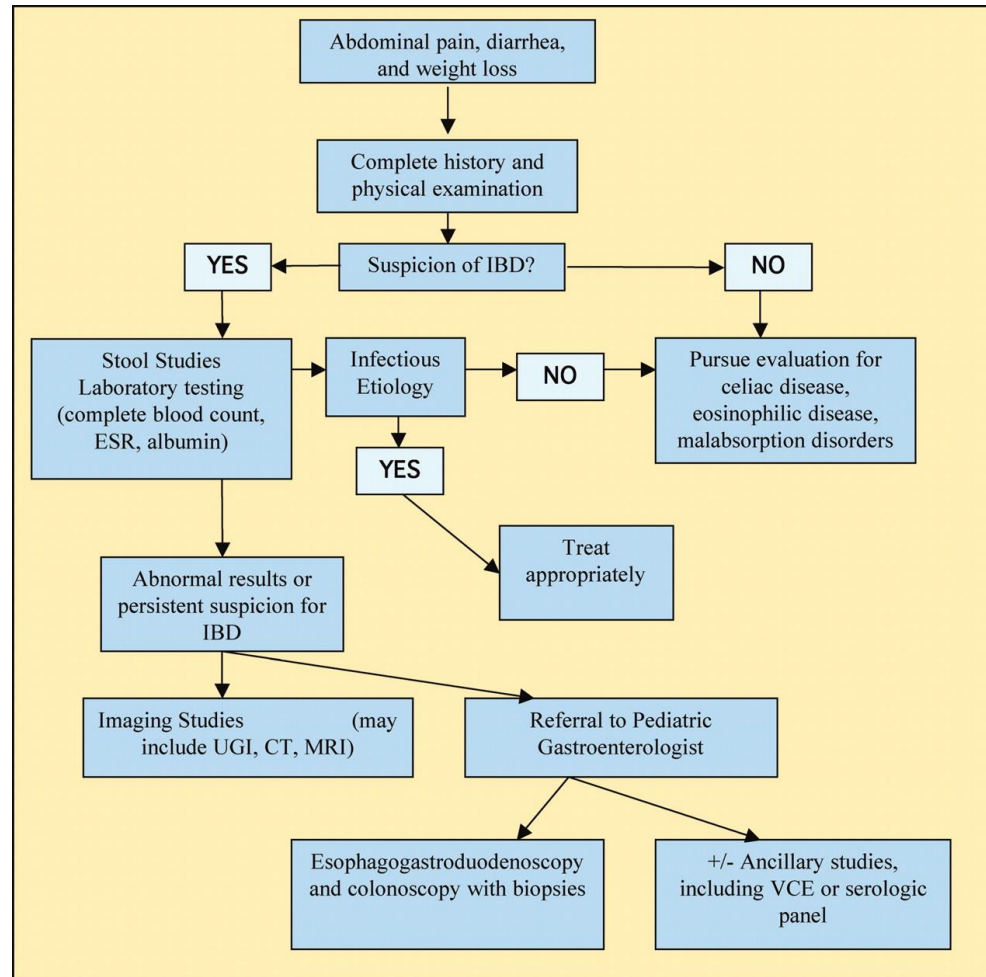 Abdominal pain, diarrhea,
and weight loss
Complete history and
physical examination
YES
Suspicion of IBD?
NO
Stool Studies
Laboratory testing
(complete blood count,
ESR, albumin)
Infectious
Etiology
NO
Pursue evaluation for
celiac disease,
eosinophilic disease,
malabsorption disorders
YES
Treat
appropriately
Abnormal results or
persistent suspicion for
IBD
Imaging Studies (may
include UGI, CT, MRI)
Referral to Pediatric
Gastroenterologist
Esophagogastroduodenoscopy
and colonoscopy with biopsies
+/- Ancillary studies,
including VCE or serologic
panel